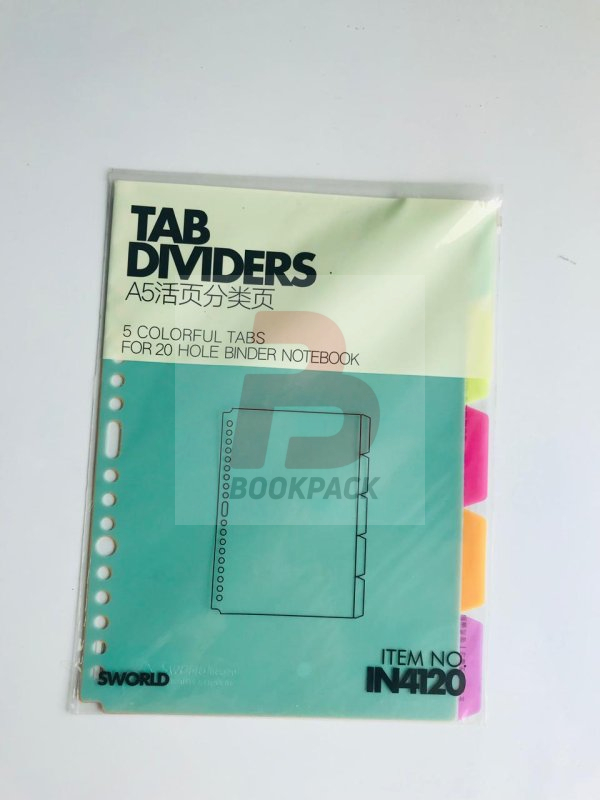 TAB
DIVIDERS
A5活页分类页
5 COLORFUL TABS
FOR 20 HOLE BINDER NOTEBOOK
BOOKPACK
ITEM NO.
IN4120
SWORLD